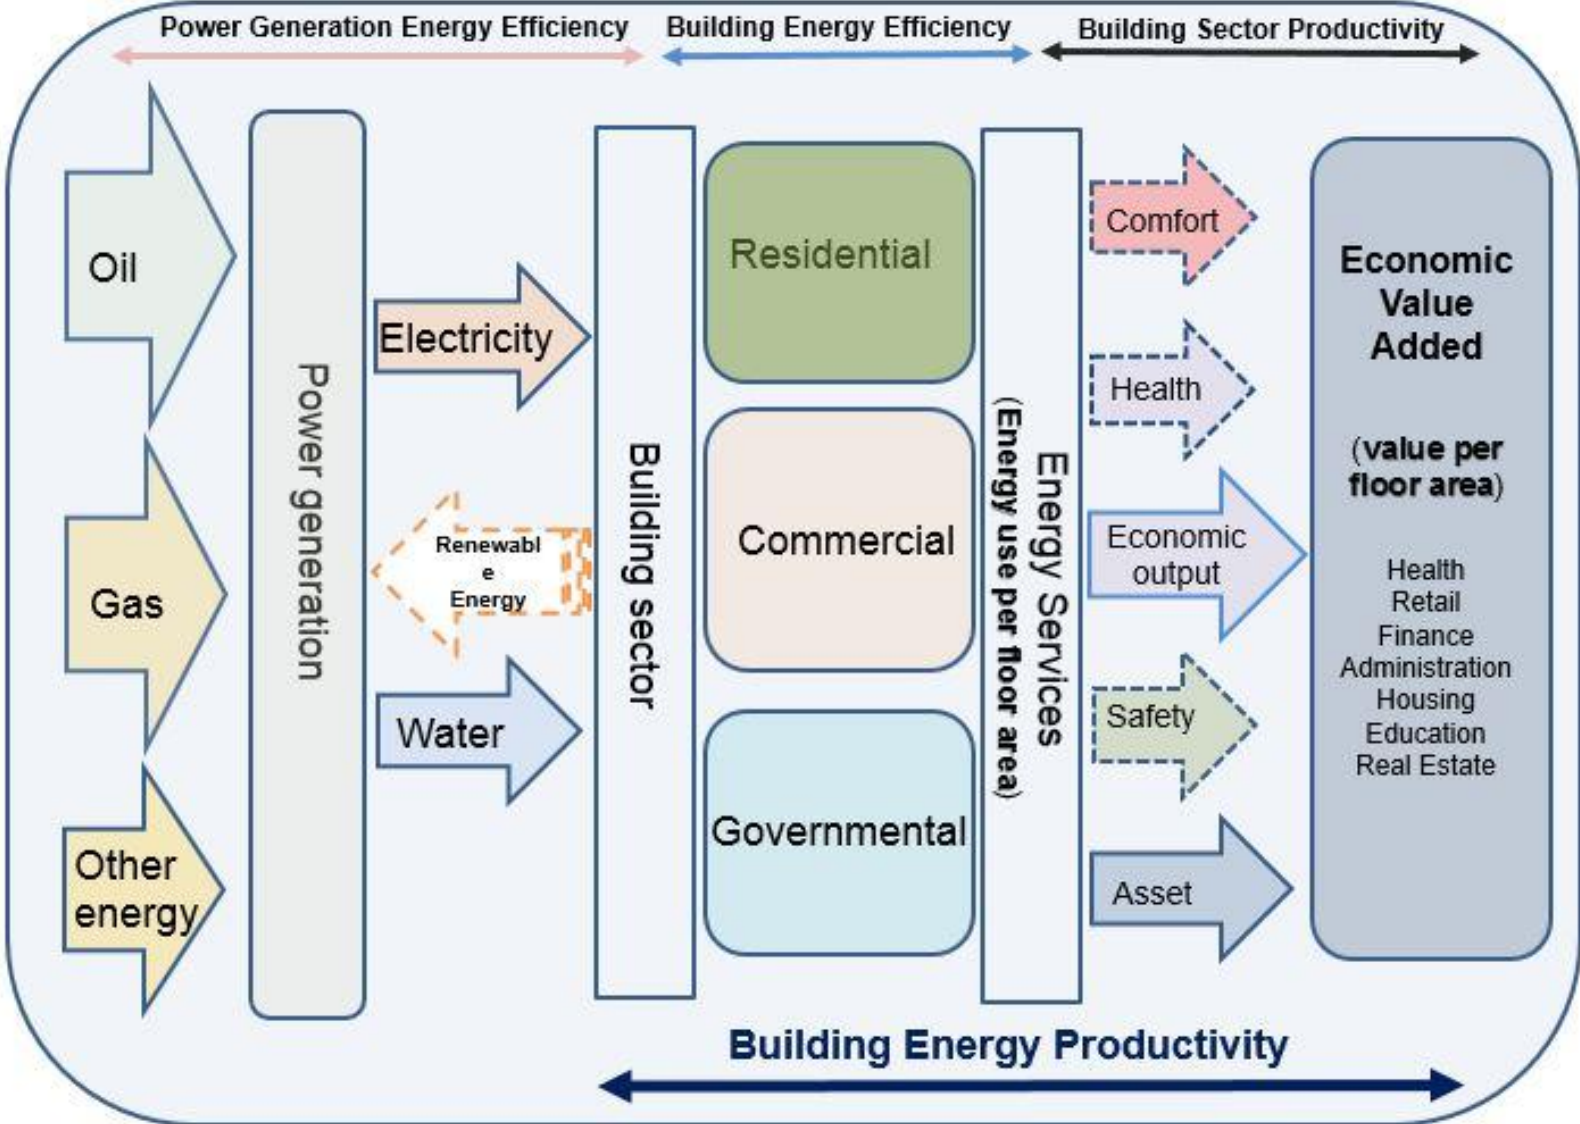 Power Generation Energy Efficiency
Building Energy Efficiency
Building Sector Productivity
Oil
Gas
Other
energy
Power generation
Electricity
Renewabl
e
Energy
Water
Building sector
Residential
Commercial
Governmental
Energy Services
(Energy use per floor area)
Comfort
Health
Economic
output
Safety
Asset
Economic
Value
Added
(value per
floor area)
Health
Retail
Finance
Administration
Housing
Education
Real Estate
Building Energy Productivity